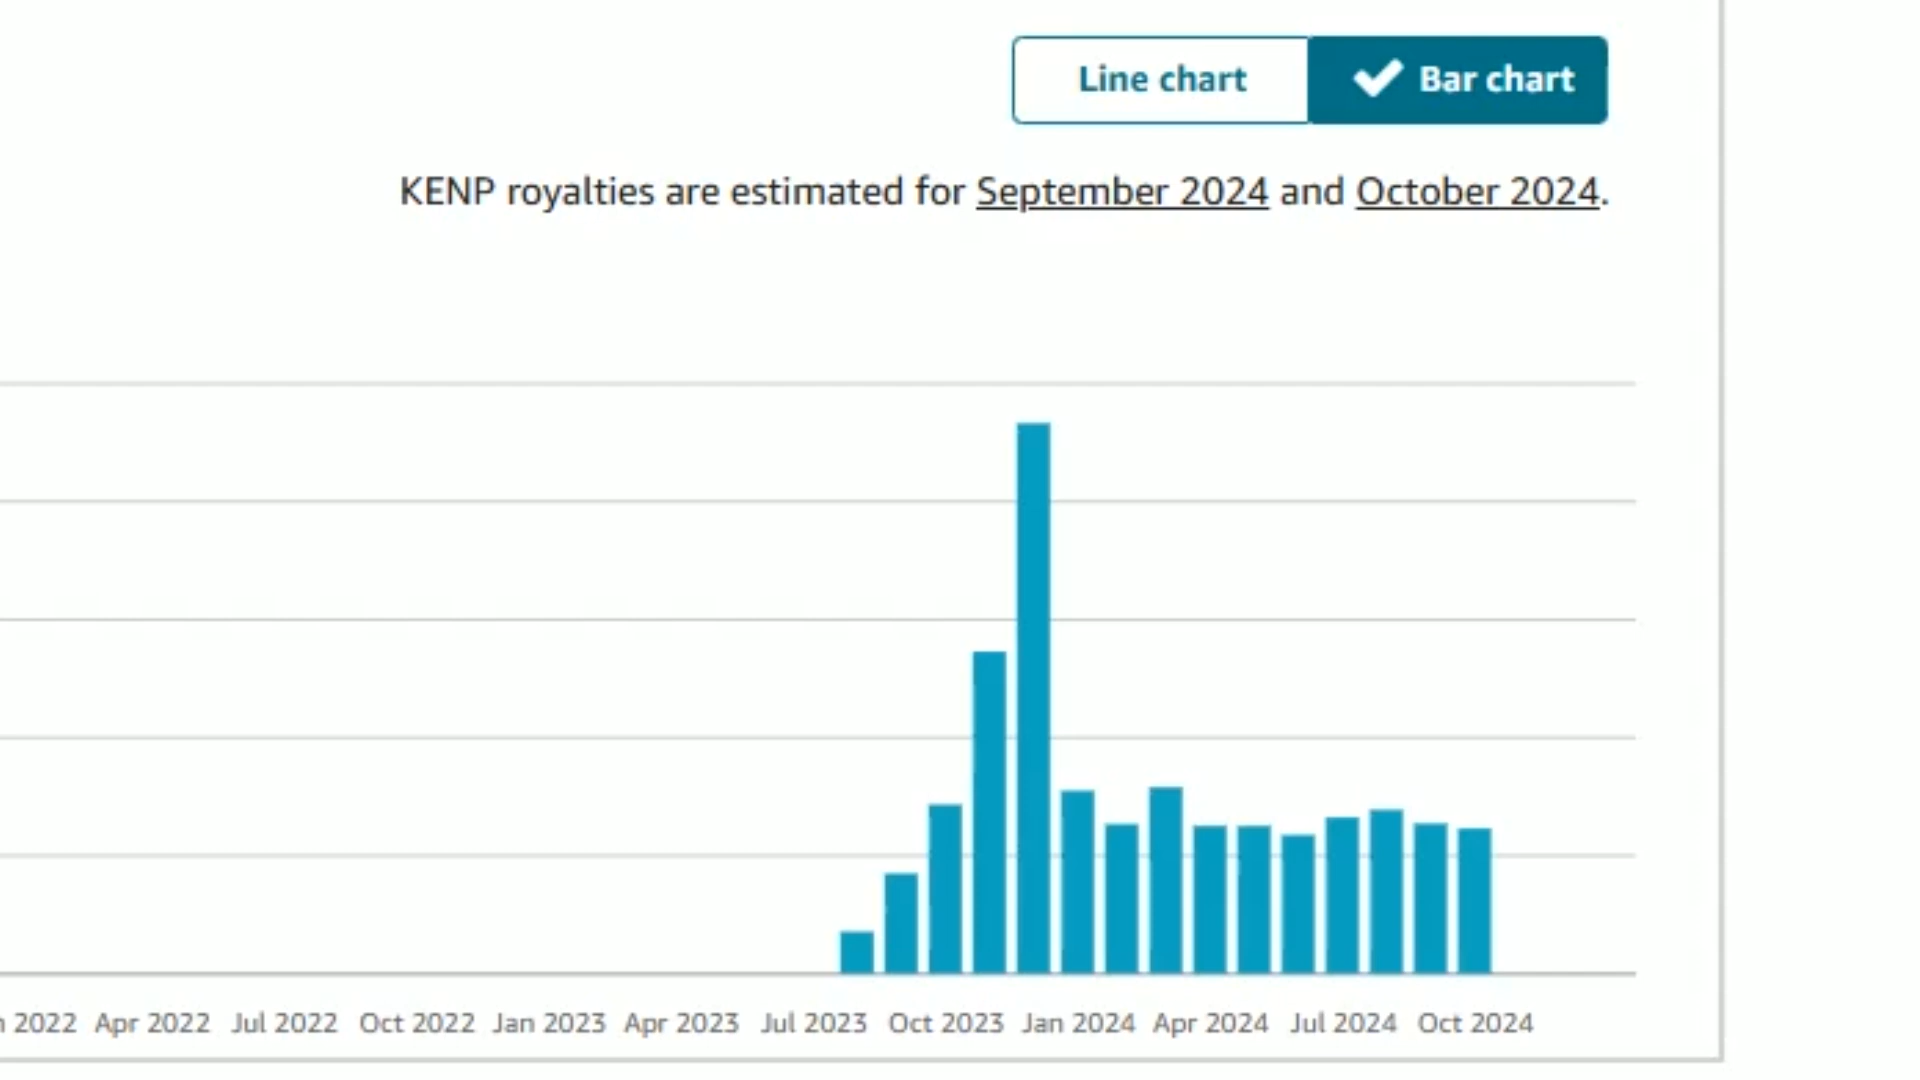 Line chart
Bar chart
KENP royalties are estimated for September 2024 and October 2024.
2022 Apr 2022 Jul 2022 Oct 2022 Jan 2023 Apr 2023 Jul 2023 Oct 2023 Jan 2024 Apr 2024 Jul 2024 Oct 2024